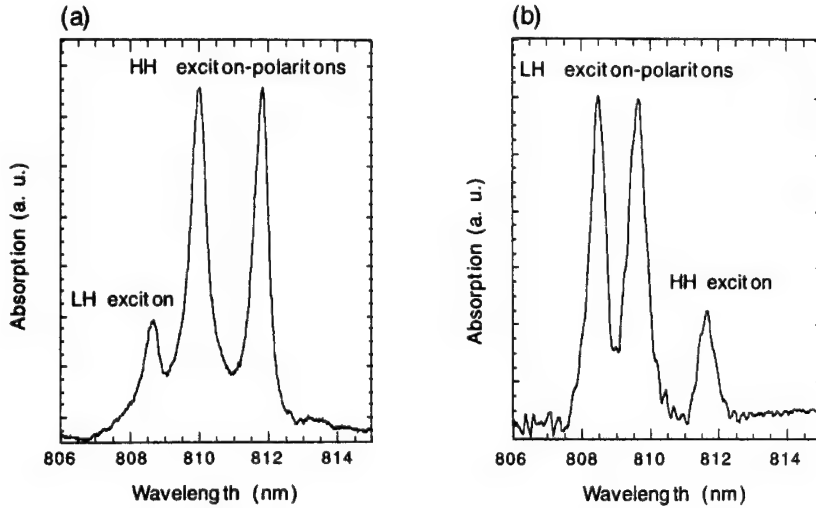 (a)
HH exciton-polaritons
LH exciton
Absorption (a. u.)
806 808 810 812 814
Wavelength (nm)
(b)
LH exciton-polaritons
HH exciton
Absorption (a. u.)
806 808 810 812 814
Wavelength (nm)